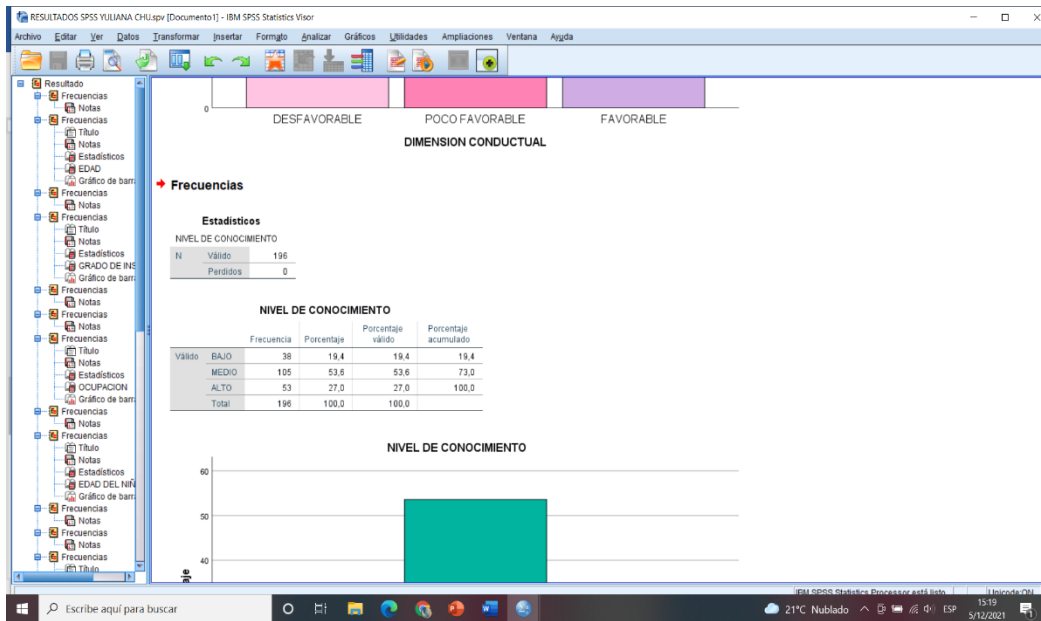 RESULTADOS SPSS YULIANA CHU.spv [Documento1] - IBM SPSS Statistics Visor
Archivo Editar Ver Datos Transformar Insertar Formato Analizar Gráficos Utilidades Ampliaciones Ventana Ayuda
Resultado
Frecuencias
Notas
Frecuencias
Título
Notas
Estadísticos
EDAD
Gráfico de barra
Frecuencias
Notas
Frecuencias
Título
Notas
Estadísticos
GRADO DE INS
Gráfico de barra
Frecuencias
Notas
Frecuencias
Notas
Frecuencias
Título
Notas
Estadísticos
OCUPACION
Gráfico de barra
Frecuencias
Notas
Frecuencias
Título
Notas
Estadísticos
EDAD DEL NIÑ
Gráfico de barra
Frecuencias
Notas
Frecuencias
Notas
Frecuencias
Título
0
DESFAVORABLE POCO FAVORABLE FAVORABLE
DIMENSION CONDUCTUAL
Frecuencias
Estadísticos
NIVEL DE CONOCIMIENTO
N Válido 196
Perdidos 0
NIVEL DE CONOCIMIENTO
Frecuencia Porcentaje Porcentaje válido Porcentaje acumulado
Válido BAJO 38 19,4 19,4 19,4
MEDIO 105 53,6 53,6 73,0
ALTO 53 27,0 27,0 100,0
Total 196 100,0 100,0
NIVEL DE CONOCIMIENTO
60
50
40
aje
IBM SPSS Statistics Processor está listo Unicode:ON
Escribe aquí para buscar
21°C Nublado ESP 15:19
5/12/2021